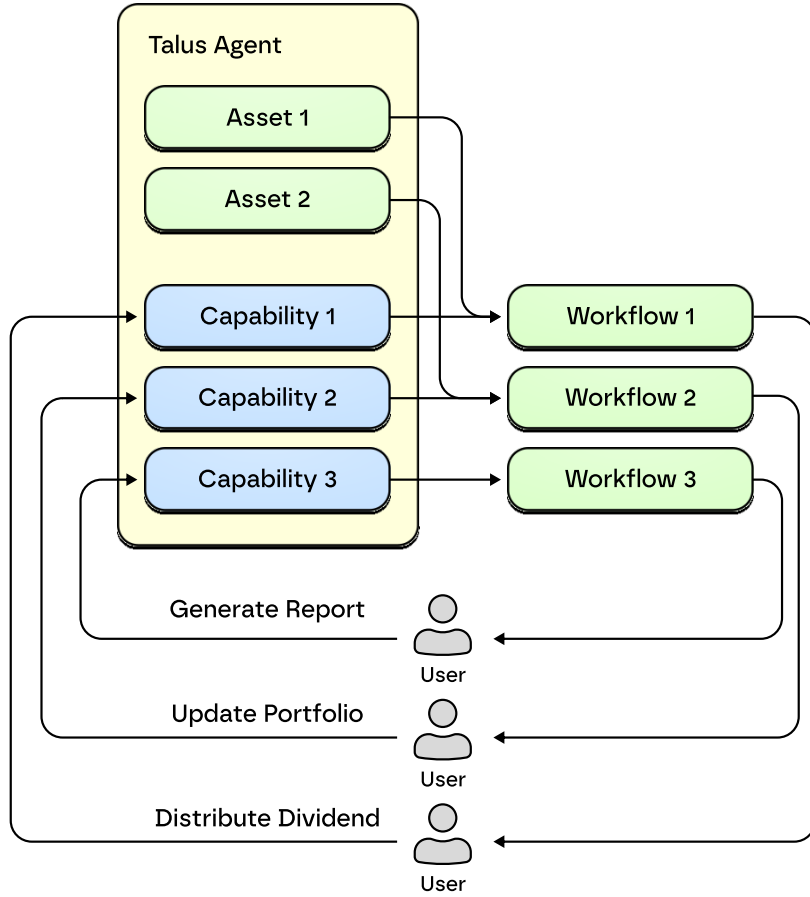 Talus Agent
Asset 1
Asset 2
Capability 1
Workflow 1
Capability 2
Workflow 2
Capability 3
Workflow 3
Generate Report
User
Update Portfolio
User
Distribute Dividend
User